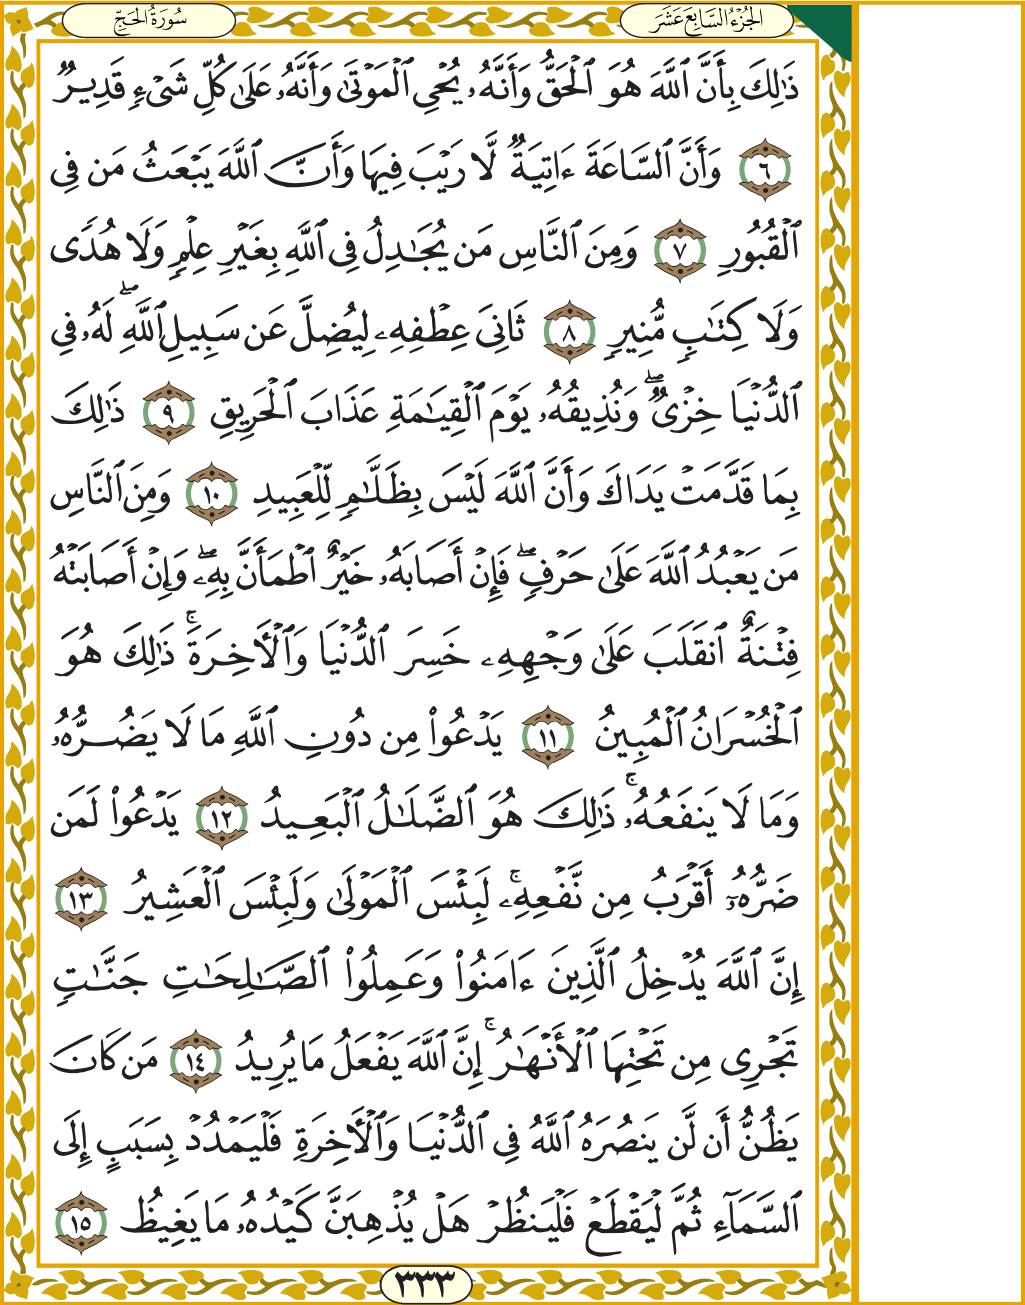 الجُزْءُ السَّابِعَ عَشَرَ
سُورَةُ الحَجِّ
ذَٰلِكَ بِأَنَّ ٱللَّهَ هُوَ ٱلْحَقُّ وَأَنَّهُۥ يُحْىِ ٱلْمَوْتَىٰ وَأَنَّهُۥ عَلَىٰ كُلِّ شَىْءٍ قَدِيرٌ
٦ وَأَنَّ ٱلسَّاعَةَ ءَاتِيَةٌ لَّا رَيْبَ فِيهَا وَأَنَّ ٱللَّهَ يَبْعَثُ مَن فِى
ٱلْقُبُورِ ٧ وَمِنَ ٱلنَّاسِ مَن يُجَٰدِلُ فِى ٱللَّهِ بِغَيْرِ عِلْمٍ وَلَا هُدًى
وَلَا كِتَٰبٍ مُّنِيرٍ ٨ ثَانِىَ عِطْفِهِۦ لِيُضِلَّ عَن سَبِيلِ ٱللَّهِ ۖ لَهُۥ فِى
ٱلدُّنْيَا خِزْىٌ ۖ وَنُذِيقُهُۥ يَوْمَ ٱلْقِيَٰمَةِ عَذَابَ ٱلْحَرِيقِ ٩ ذَٰلِكَ
بِمَا قَدَّمَتْ يَدَاكَ وَأَنَّ ٱللَّهَ لَيْسَ بِظَلَّٰمٍ لِّلْعَبِيدِ ١٠ وَمِنَ ٱلنَّاسِ
مَن يَعْبُدُ ٱللَّهَ عَلَىٰ حَرْفٍ ۖ فَإِنْ أَصَابَهُۥ خَيْرٌ ٱطْمَأَنَّ بِهِۦ ۖ وَإِنْ أَصَابَتْهُ
فِتْنَةٌ ٱنقَلَبَ عَلَىٰ وَجْهِهِۦ خَسِرَ ٱلدُّنْيَا وَٱلْءَاخِرَةَ ۚ ذَٰلِكَ هُوَ
ٱلْخُسْرَانُ ٱلْمُبِينُ ١١ يَدْعُوا۟ مِن دُونِ ٱللَّهِ مَا لَا يَضُرُّهُۥ
وَمَا لَا يَنفَعُهُۥ ۚ ذَٰلِكَ هُوَ ٱلضَّلَٰلُ ٱلْبَعِيدُ ١٢ يَدْعُوا۟ لَمَن
ضَرُّهُۥٓ أَقْرَبُ مِن نَّفْعِهِۦ ۚ لَبِئْسَ ٱلْمَوْلَىٰ وَلَبِئْسَ ٱلْعَشِيرُ ١٣
إِنَّ ٱللَّهَ يُدْخِلُ ٱلَّذِينَ ءَامَنُوا۟ وَعَمِلُوا۟ ٱلصَّٰلِحَٰتِ جَنَّٰتٍ
تَجْرِى مِن تَحْتِهَا ٱلْأَنْهَٰرُ ۚ إِنَّ ٱللَّهَ يَفْعَلُ مَا يُرِيدُ ١٤ مَن كَانَ
يَظُنُّ أَن لَّن يَنصُرَهُ ٱللَّهُ فِى ٱلدُّنْيَا وَٱلْءَاخِرَةِ فَلْيَمْدُدْ بِسَبَبٍ إِلَى
ٱلسَّمَآءِ ثُمَّ لْيَقْطَعْ فَلْيَنظُرْ هَلْ يُذْهِبَنَّ كَيْدُهُۥ مَا يَغِيظُ ١٥
٣٣٣